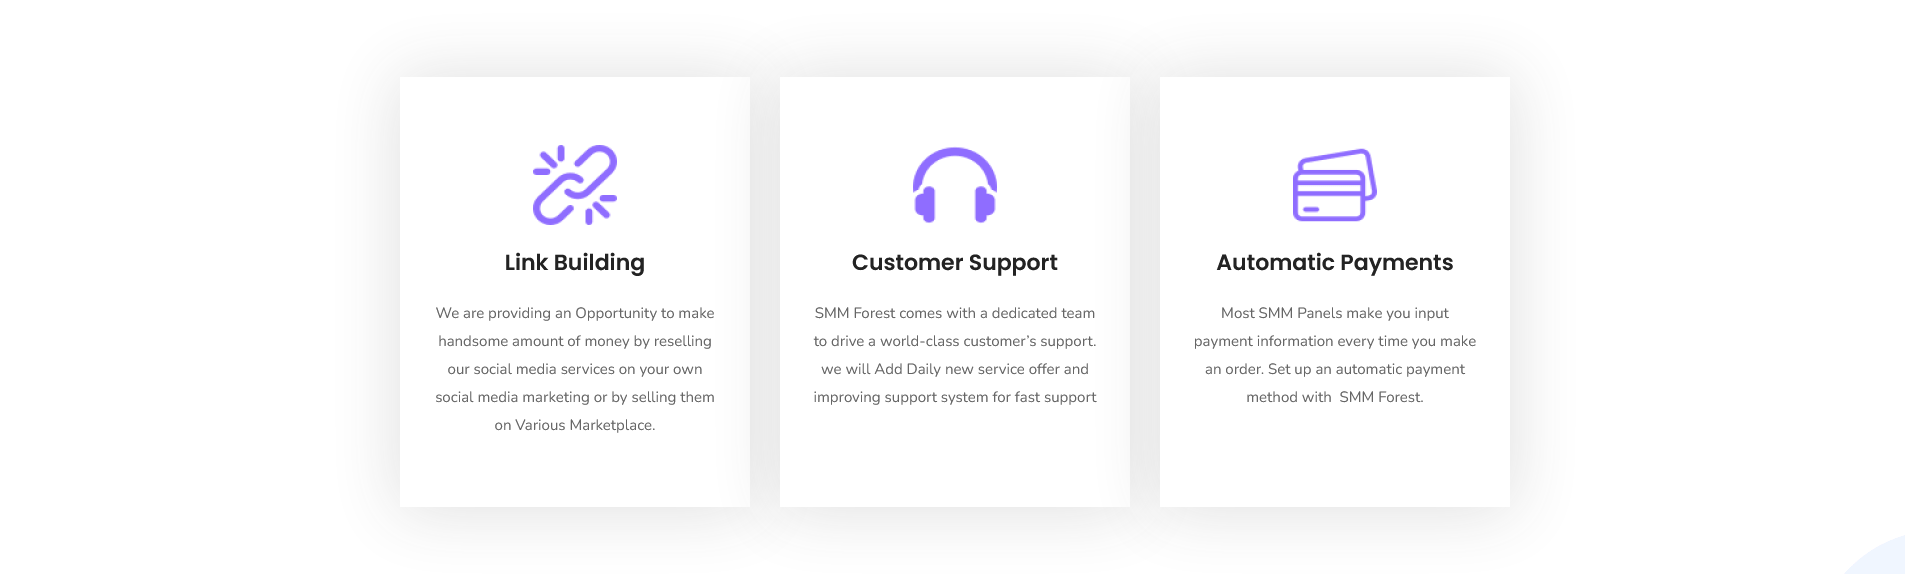 Link Building
We are providing an Opportunity to make
handsome amount of money by reselling
our social media services on your own
social media marketing or by selling them
on Various Marketplace.
Customer Support
SMM Forest comes with a dedicated team
to drive a world-class customer’s support.
we will Add Daily new service offer and
improving support system for fast support
Automatic Payments
Most SMM Panels make you input
payment information every time you make
an order. Set up an automatic payment
method with  SMM Forest.